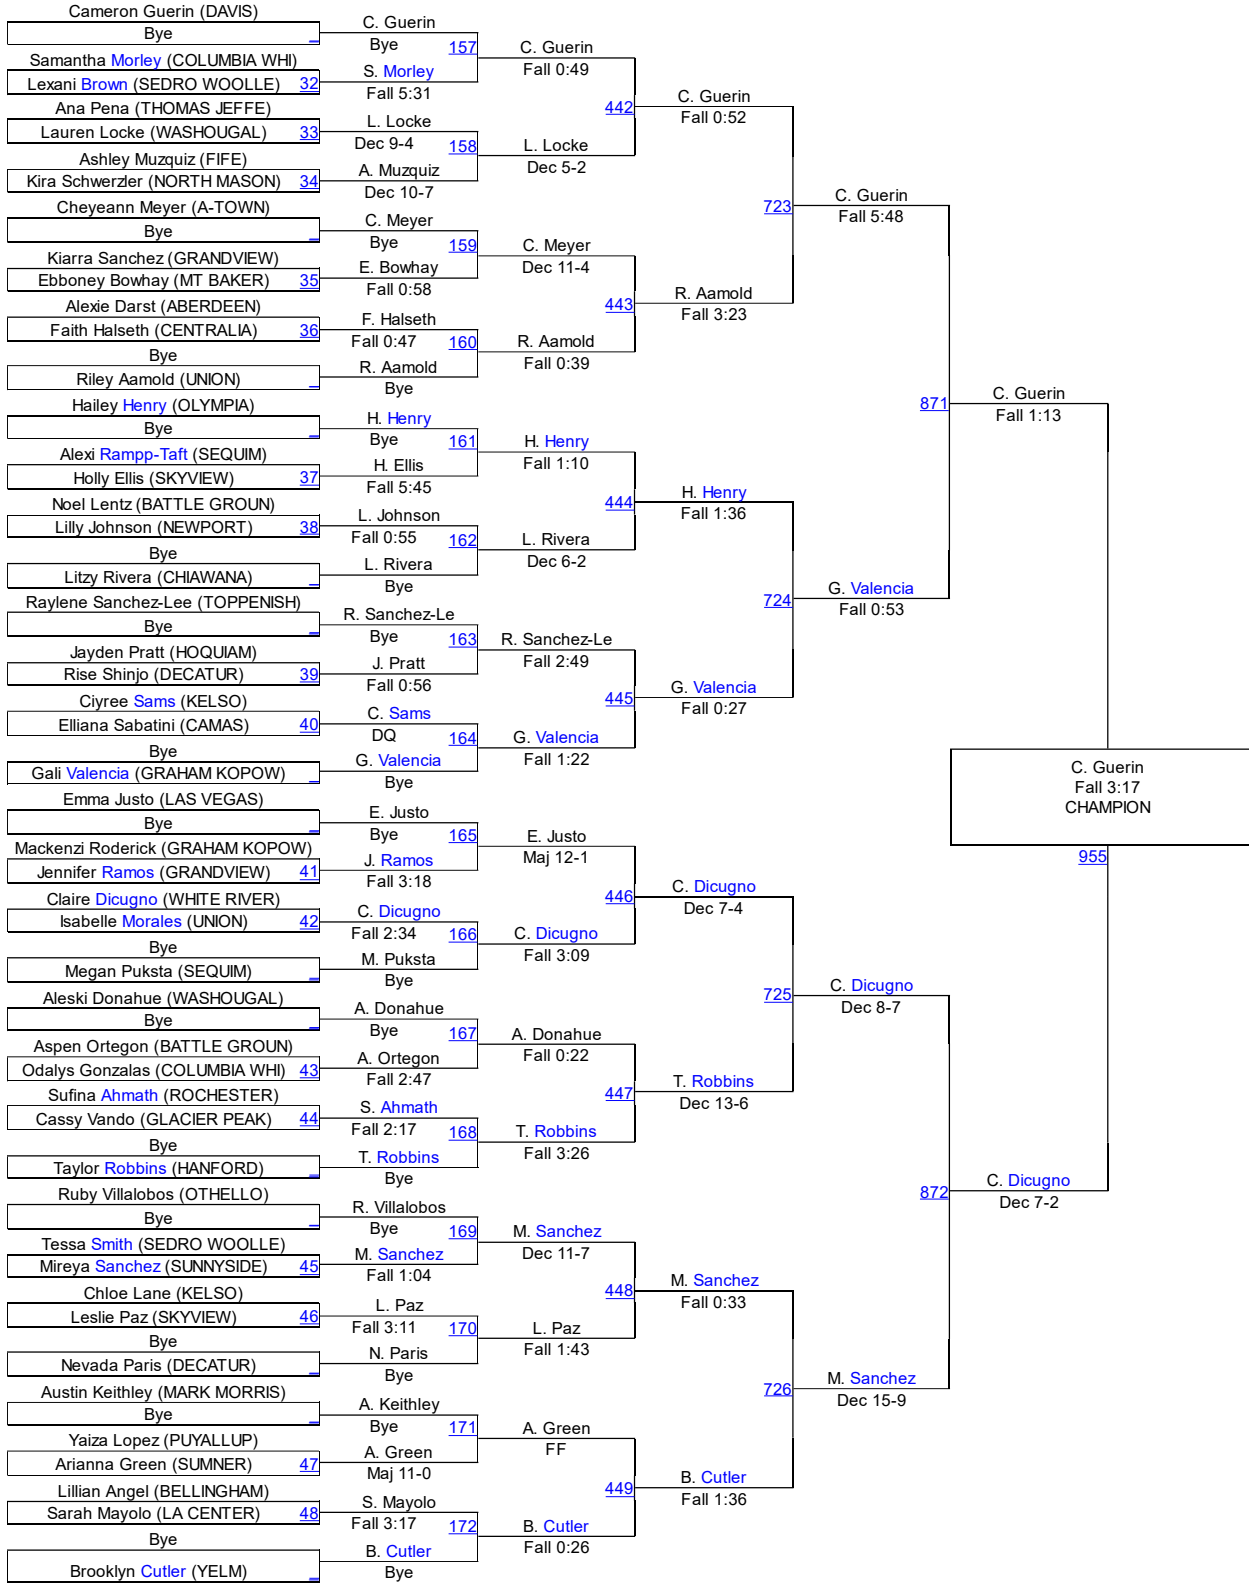 Cameron Guerin (DAVIS)
Bye
Samantha Morley (COLUMBIA WHI)
Lexani Brown (SEDRO WOOLLE) 32
Ana Pena (THOMAS JEFFE)
Lauren Locke (WASHOUGAL) 33
Ashley Muzquiz (FIFE)
Kira Schwerzler (NORTH MASON) 34
Cheyeann Meyer (A-TOWN)
Bye
Kiarra Sanchez (GRANDVIEW)
Ebboney Bowhay (MT BAKER) 35
Alexie Darst (ABERDEEN)
Faith Halseth (CENTRALIA) 36
Bye
Riley Aamold (UNION)
Hailey Henry (OLYMPIA)
Bye
Alexi Rampp-Taft (SEQUIM)
Holly Ellis (SKYVIEW) 37
Noel Lentz (BATTLE GROUN)
Lilly Johnson (NEWPORT) 38
Bye
Litzy Rivera (CHIAWANA)
Raylene Sanchez-Lee (TOPPENISH)
Bye
Jayden Pratt (HOQUIAM)
Rise Shinjo (DECATUR) 39
Ciyree Sams (KELSO)
Elliana Sabatini (CAMAS) 40
Bye
Gali Valencia (GRAHAM KOPOW)
Emma Justo (LAS VEGAS)
Bye
Mackenzi Roderick (GRAHAM KOPOW)
Jennifer Ramos (GRANDVIEW) 41
Claire Dicugno (WHITE RIVER)
Isabelle Morales (UNION) 42
Bye
Megan Puksta (SEQUIM)
Aleski Donahue (WASHOUGAL)
Bye
Aspen Ortegon (BATTLE GROUN)
Odalys Gonzalas (COLUMBIA WHI) 43
Sufina Ahmath (ROCHESTER)
Cassy Vando (GLACIER PEAK) 44
Bye
Taylor Robbins (HANFORD)
Ruby Villalobos (OTHELLO)
Bye
Tessa Smith (SEDRO WOOLLE)
Mireya Sanchez (SUNNYSIDE) 45
Chloe Lane (KELSO)
Leslie Paz (SKYVIEW) 46
Bye
Nevada Paris (DECATUR)
Austin Keithley (MARK MORRIS)
Bye
Yaiza Lopez (PUYALLUP)
Arianna Green (SUMNER) 47
Lillian Angel (BELLINGHAM)
Sarah Mayolo (LA CENTER) 48
Bye
Brooklyn Cutler (YELM)
C. Guerin
Bye 157
S. Morley
Fall 5:31
L. Locke
Dec 9-4 158
A. Muzquiz
Dec 10-7
C. Meyer
Bye 159
E. Bowhay
Fall 0:58
F. Halseth
Fall 0:47 160
R. Aamold
Bye
H. Henry
Bye 161
H. Ellis
Fall 5:45
L. Johnson
Fall 0:55 162
L. Rivera
Bye
R. Sanchez-Le
Bye 163
J. Pratt
Fall 0:56
C. Sams
DQ 164
G. Valencia
Bye
E. Justo
Bye 165
J. Ramos
Fall 3:18
C. Dicugno
Fall 2:34 166
M. Puksta
Bye
A. Donahue
Bye 167
A. Ortegon
Fall 2:47
S. Ahmath
Fall 2:17 168
T. Robbins
Bye
R. Villalobos
Bye 169
M. Sanchez
Fall 1:04
L. Paz
Fall 3:11 170
N. Paris
Bye
A. Keithley
Bye 171
A. Green
Maj 11-0
S. Mayolo
Fall 3:17 172
B. Cutler
Bye
C. Guerin
Fall 0:49
442
L. Locke
Dec 5-2
C. Meyer
Dec 11-4
443
R. Aamold
Fall 0:39
H. Henry
Fall 1:10
444
L. Rivera
Dec 6-2
R. Sanchez-Le
Fall 2:49
445
G. Valencia
Fall 1:22
E. Justo
Maj 12-1
446
C. Dicugno
Fall 3:09
A. Donahue
Fall 0:22
447
T. Robbins
Fall 3:26
M. Sanchez
Dec 11-7
448
L. Paz
Fall 1:43
A. Green
FF
449
B. Cutler
Fall 0:26
C. Guerin
Fall 0:52
723
R. Aamold
Fall 3:23
H. Henry
Fall 1:36
724
G. Valencia
Fall 0:27
C. Dicugno
Dec 7-4
725
T. Robbins
Dec 13-6
M. Sanchez
Fall 0:33
726
B. Cutler
Fall 1:36
C. Guerin
Fall 5:48
871
G. Valencia
Fall 0:53
C. Dicugno
Dec 8-7
872
M. Sanchez
Dec 15-9
C. Guerin
Fall 1:13
C. Dicugno
Dec 7-2
C. Guerin
Fall 3:17
CHAMPION
955